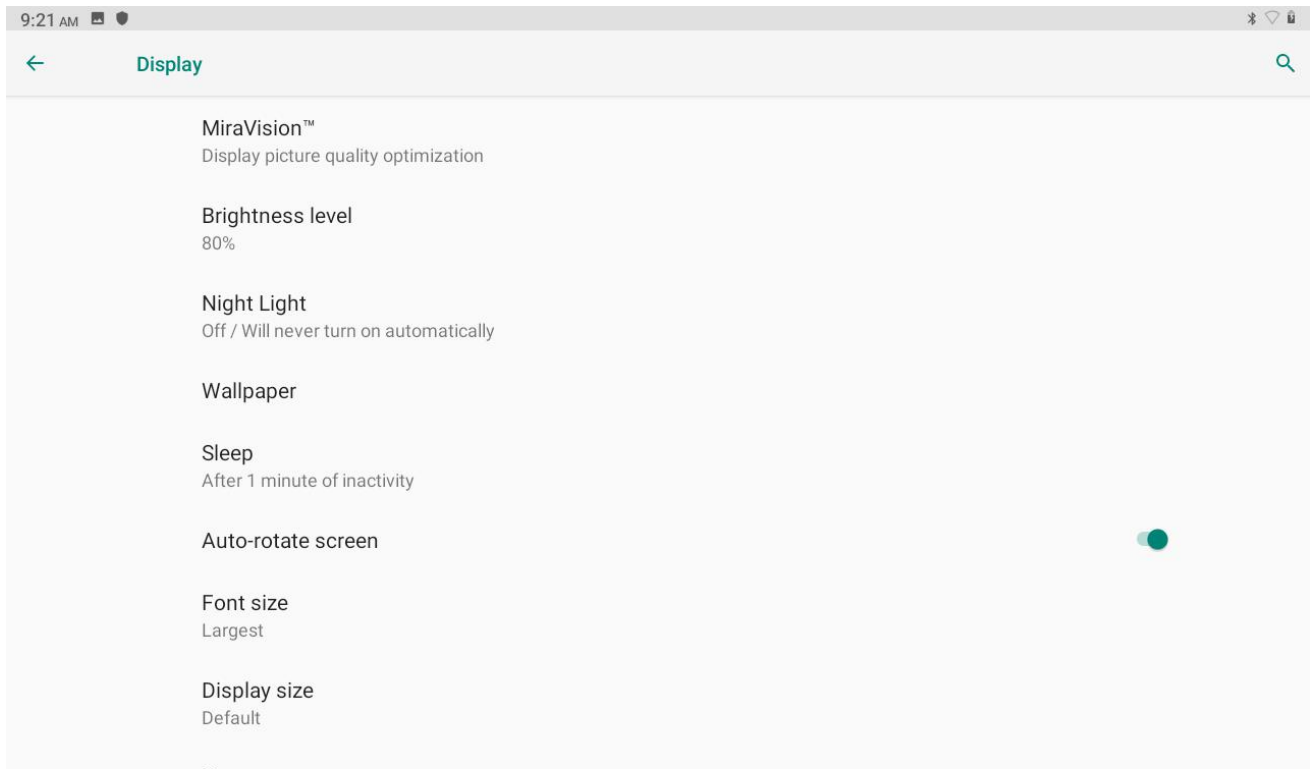 9:21 AM
Display
MiraVision™
Display picture quality optimization
Brightness level
80%
Night Light
Off / Will never turn on automatically
Wallpaper
Sleep
After 1 minute of inactivity
Auto-rotate screen
Font size
Largest
Display size
Default